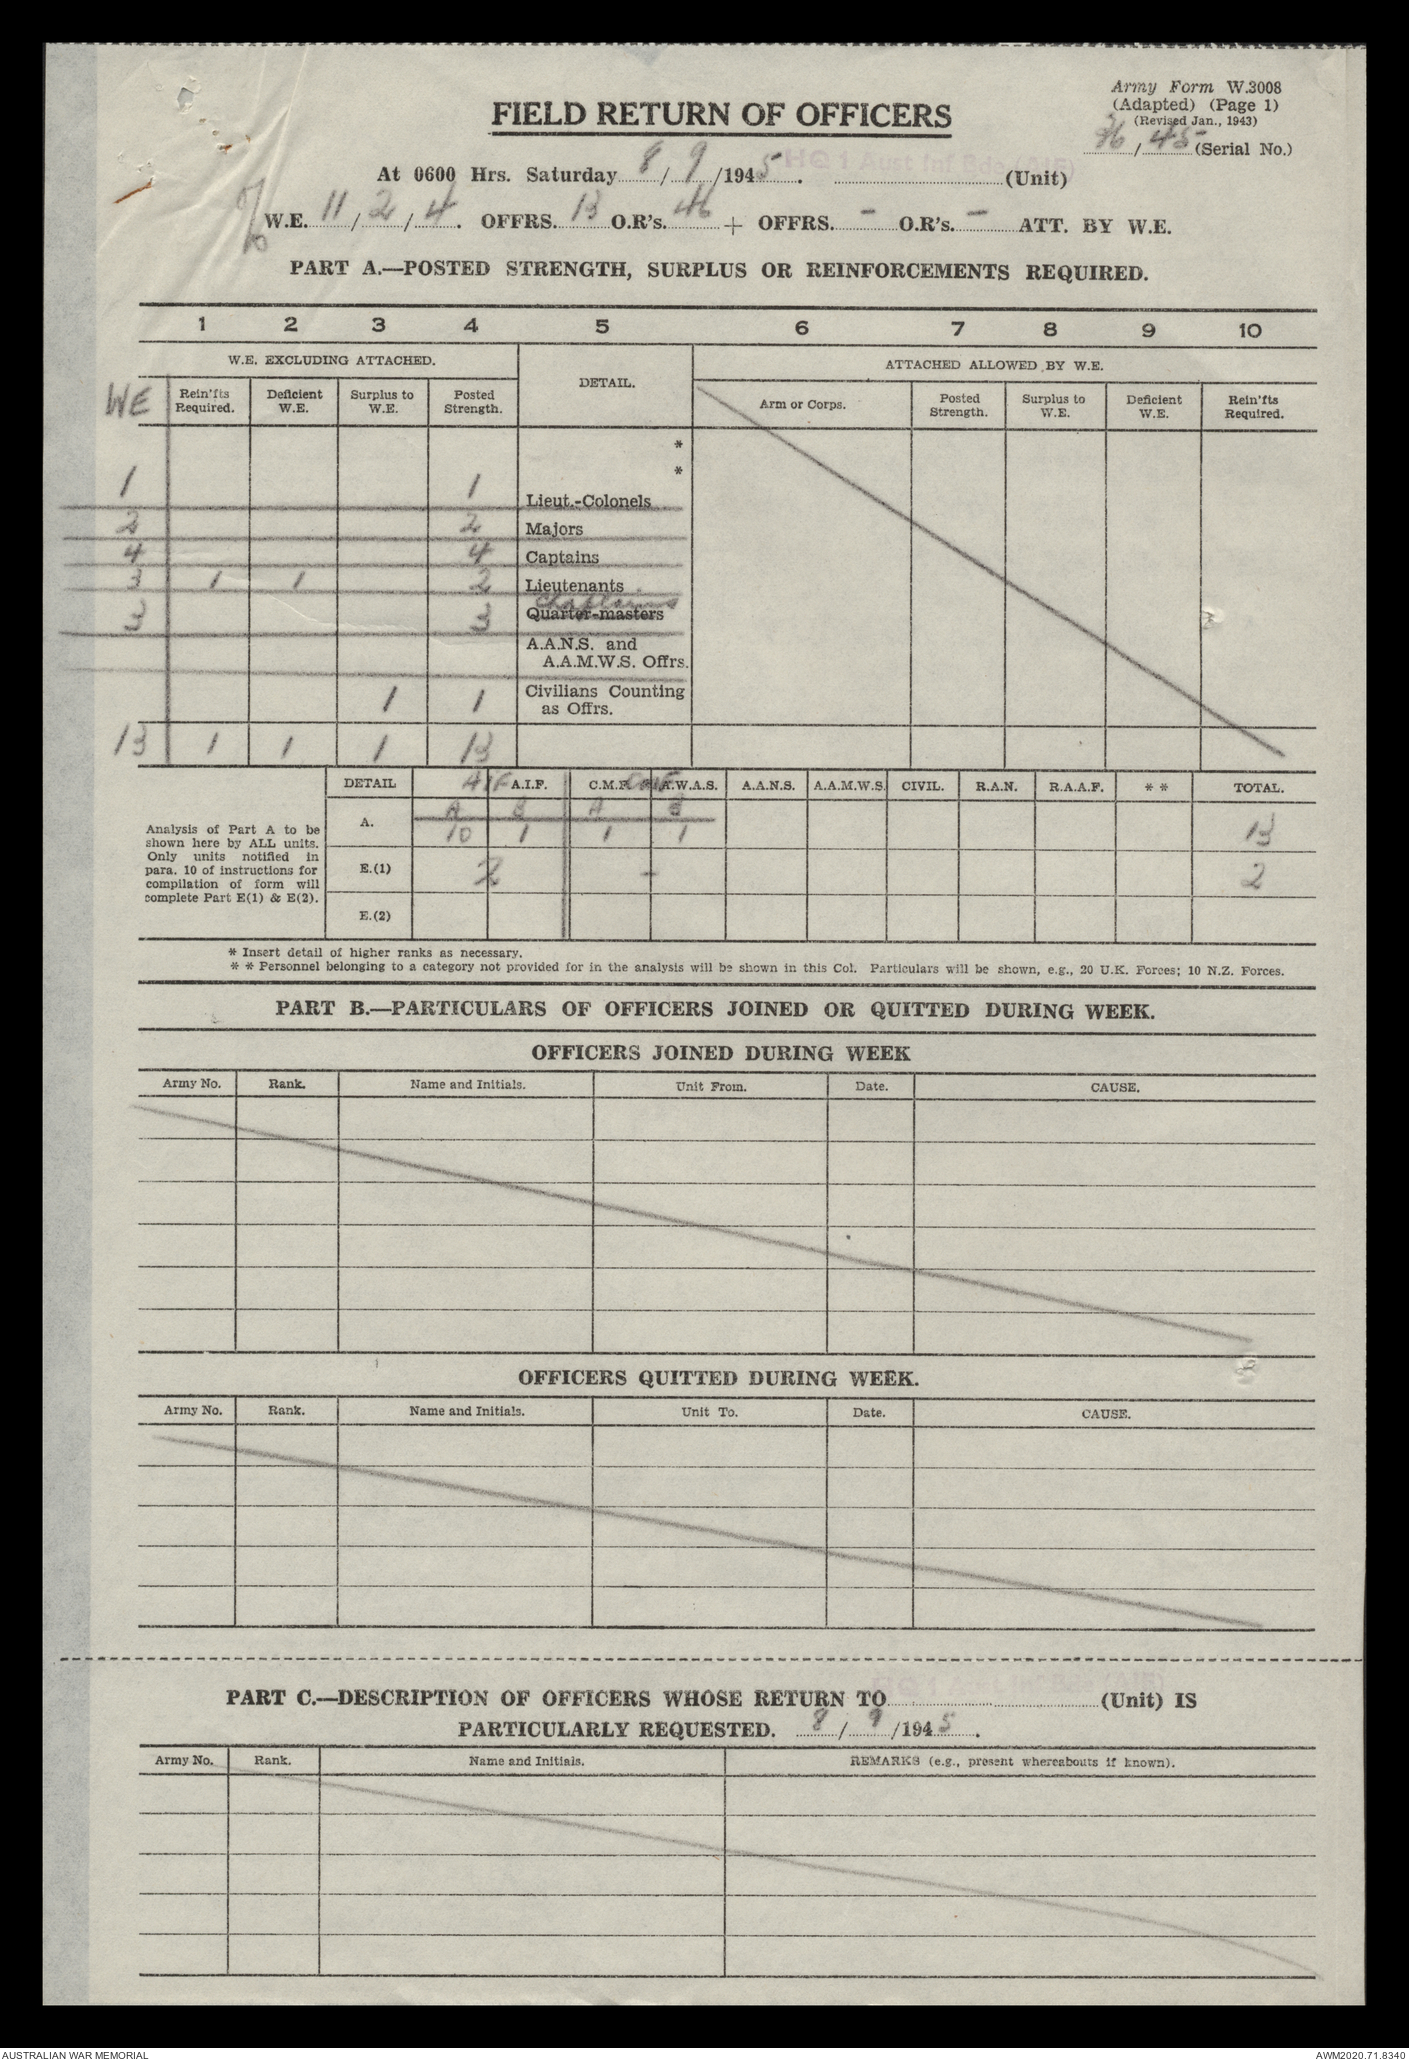 Army Form W.3008
FIELD RETURN OF OFFICERS
(Adapted) (Page 1)
(Revised Jan., 1943)
36/45 (Serial No.)
HQ 1 Aust Inf Bde (AIF)
At 0600 Hrs. Saturday 8/9/1945. (Unit)
W.E. 11/2/4. OFFRS. 13 O.R's. 46 + OFFRS. - O.R's. - ATT. BY W.E.
PART A.—POSTED STRENGTH, SURPLUS OR REINFORCEMENTS REQUIRED.
1 2 3 4 5 6 7 8 9 10
W.E. EXCLUDING ATTACHED. DETAIL. ATTACHED ALLOWED BY W.E.
WE Rein'fts Required. Deficient W.E. Surplus to W.E. Posted Strength. Arm or Corps. Posted Strength. Surplus to W.E. Deficient W.E. Rein'fts Required.
*
*
1 1 Lieut.-Colonels
2 2 Majors
4 4 Captains
3 1 1 2 Lieutenants
Chaplains
3 3 Quarter-masters
A.A.N.S. and
A.A.M.W.S. Offrs.
1 1 Civilians Counting
as Offrs.
13 1 1 1 13
DETAIL AIF A.I.F. C.M.F. CMF A.W.A.S. A.A.N.S. A.A.M.W.S. CIVIL. R.A.N. R.A.A.F. * * TOTAL.
A B A B
A. 10 1 1 1 13
Analysis of Part A to be
shown here by ALL units.
Only units notified in
para. 10 of instructions for
compilation of form will
complete Part E(1) & E(2).
E.(1) 2 - 2
E.(2)
* Insert detail of higher ranks as necessary.
* * Personnel belonging to a category not provided for in the analysis will be shown in this Col. Particulars will be shown, e.g., 20 U.K. Forces; 10 N.Z. Forces.
PART B.—PARTICULARS OF OFFICERS JOINED OR QUITTED DURING WEEK.
OFFICERS JOINED DURING WEEK
Army No. Rank. Name and Initials. Unit From. Date. CAUSE.
OFFICERS QUITTED DURING WEEK.
Army No. Rank. Name and Initials. Unit To. Date. CAUSE.
HQ 1 Aust Inf Bde (AIF)
PART C.—DESCRIPTION OF OFFICERS WHOSE RETURN TO (Unit) IS
PARTICULARLY REQUESTED. 8/9/1945.
Army No. Rank. Name and Initials. REMARKS (e.g., present whereabouts if known).
AUSTRALIAN WAR MEMORIAL AWM2020.71.8340